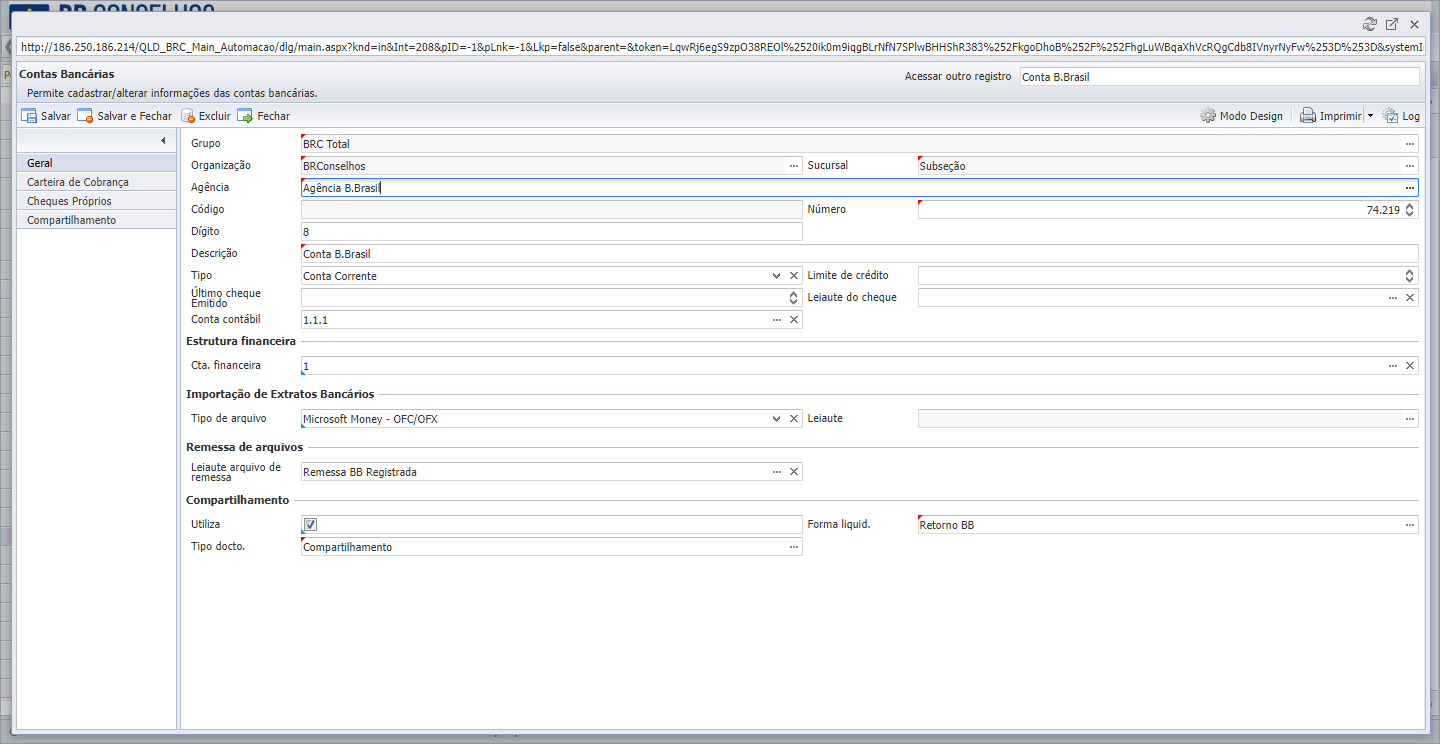 BR CONSELHOS
http://186.250.186.214/QLD_BRC_Main_Automacao/dlg/main.aspx?knd=in&Int=208&pID=-1&pLnk=-1&Lkp=false&parent=&token=LqwRj6egS9zpO38REOl%2520ik0m9iqgBLrNfN7SPlwBHHShR383%252FkgoDhoB%252F%252FhgLuWBqaXhVcRQgCdb8IVnyrNyFw%253D%253D&systemIn
Contas Bancárias
Acessar outro registro Conta B.Brasil
Permite cadastrar/alterar informações das contas bancárias.
Salvar Salvar e Fechar Excluir Fechar Modo Design Imprimir Log
Geral
Carteira de Cobrança
Cheques Próprios
Compartilhamento
Grupo BRC Total
Organização BRConselhos Sucursal Subseção
Agência Agência B.Brasil
Código Número 74.219
Dígito 8
Descrição Conta B.Brasil
Tipo Conta Corrente Limite de crédito
Último cheque
Emitido
Leiaute do cheque
Conta contábil 1.1.1
Estrutura financeira
Cta. financeira 1
Importação de Extratos Bancários
Tipo de arquivo Microsoft Money - OFC/OFX Leiaute
Remessa de arquivos
Leiaute arquivo de
remessa
Remessa BB Registrada
Compartilhamento
Utiliza Forma liquid. Retorno BB
Tipo docto. Compartilhamento